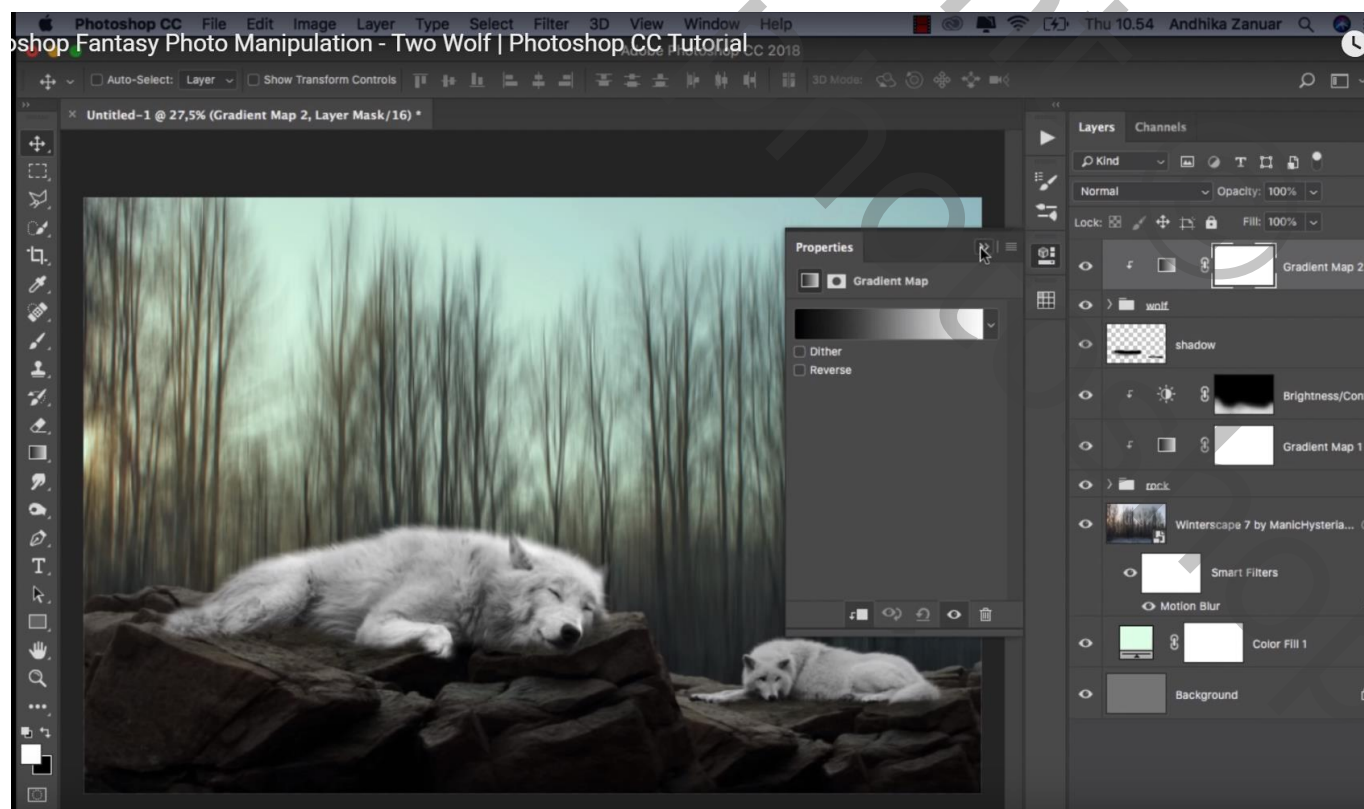 Photoshop CC File Edit Image Layer Type Select Filter 3D View Window Help Thu 10.54 Andhika Zanuar
oshop Fantasy Photo Manipulation - Two Wolf | Photoshop CC Tutorial
Adobe Photoshop CC 2018
Auto-Select: Layer Show Transform Controls 3D Mode:
× Untitled-1 @ 27,5% (Gradient Map 2, Layer Mask/16) *
Layers Channels
Kind
Normal Opacity: 100%
Lock: Fill: 100%
Properties
Gradient Map
Dither
Reverse
Gradient Map 2
wolf
shadow
Brightness/Con
Gradient Map 1
rock
Winterscape 7 by ManicHysteria...
Smart Filters
Motion Blur
Color Fill 1
Background